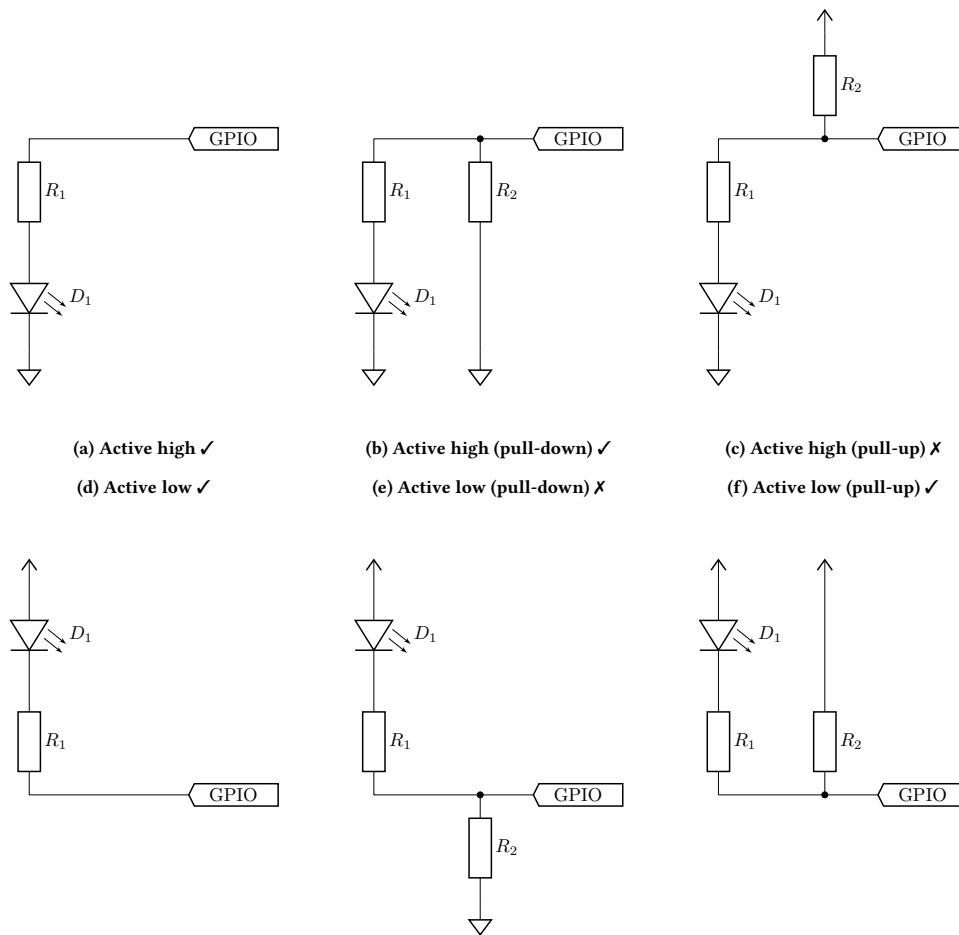 R2
GPIO GPIO GPIO
R1 R1 R2 R1
D1 D1 D1
(a) Active high ✓ (b) Active high (pull-down) ✓ (c) Active high (pull-up) ✗
(d) Active low ✓ (e) Active low (pull-down) ✗ (f) Active low (pull-up) ✓
D1 D1 D1
R1 R1 R1 R2
GPIO GPIO GPIO
R2